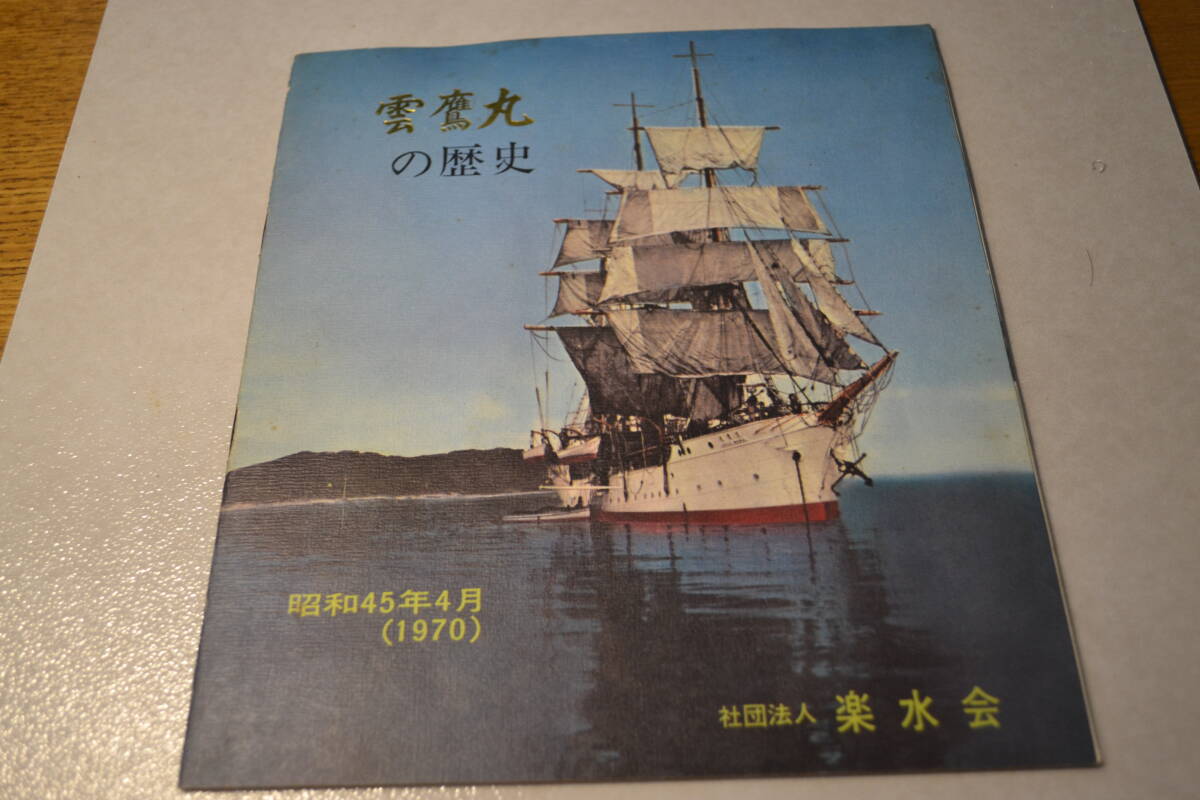 雲鷹丸
の歴史
昭和45年4月
(1970)
社団法人 楽水会